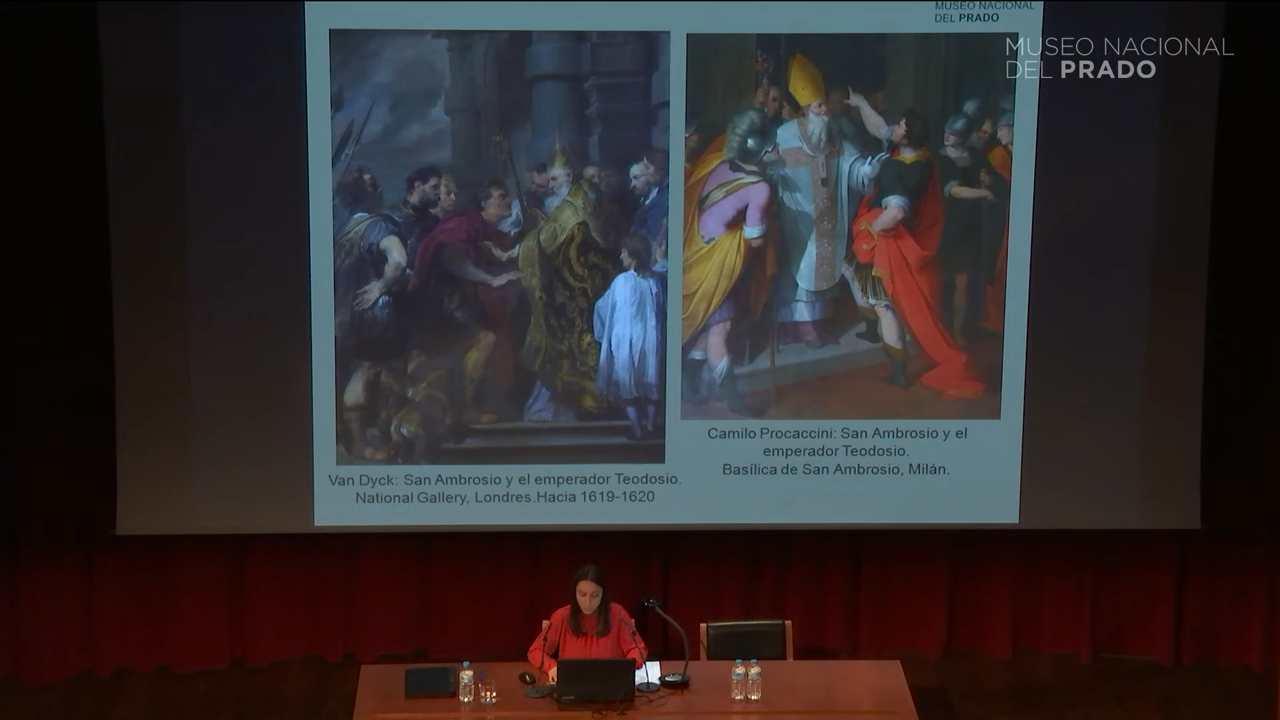 MUSEO NACIONAL
DEL PRADO
MUSEO NACIONAL
DEL PRADO
Van Dyck: San Ambrosio y el emperador Teodosio.
National Gallery, Londres.Hacia 1619-1620
Camilo Procaccini: San Ambrosio y el
emperador Teodosio.
Basílica de San Ambrosio, Milán.